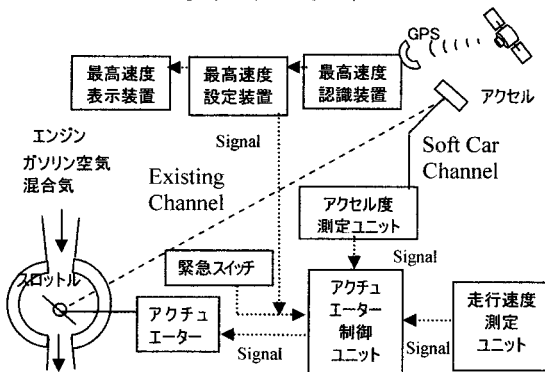 GPS
最高速度
表示装置
最高速度
設定装置
最高速度
認識装置
アクセル
Signal
Soft Car
Channel
エンジン
ガソリン空気
混合気
Existing
Channel
アクセル度
測定ユニット
Signal
スロットル
緊急スイッチ
アクチュ
エーター
Signal
アクチュ
エーター
制御
ユニット
Signal
走行速度
測定
ユニット